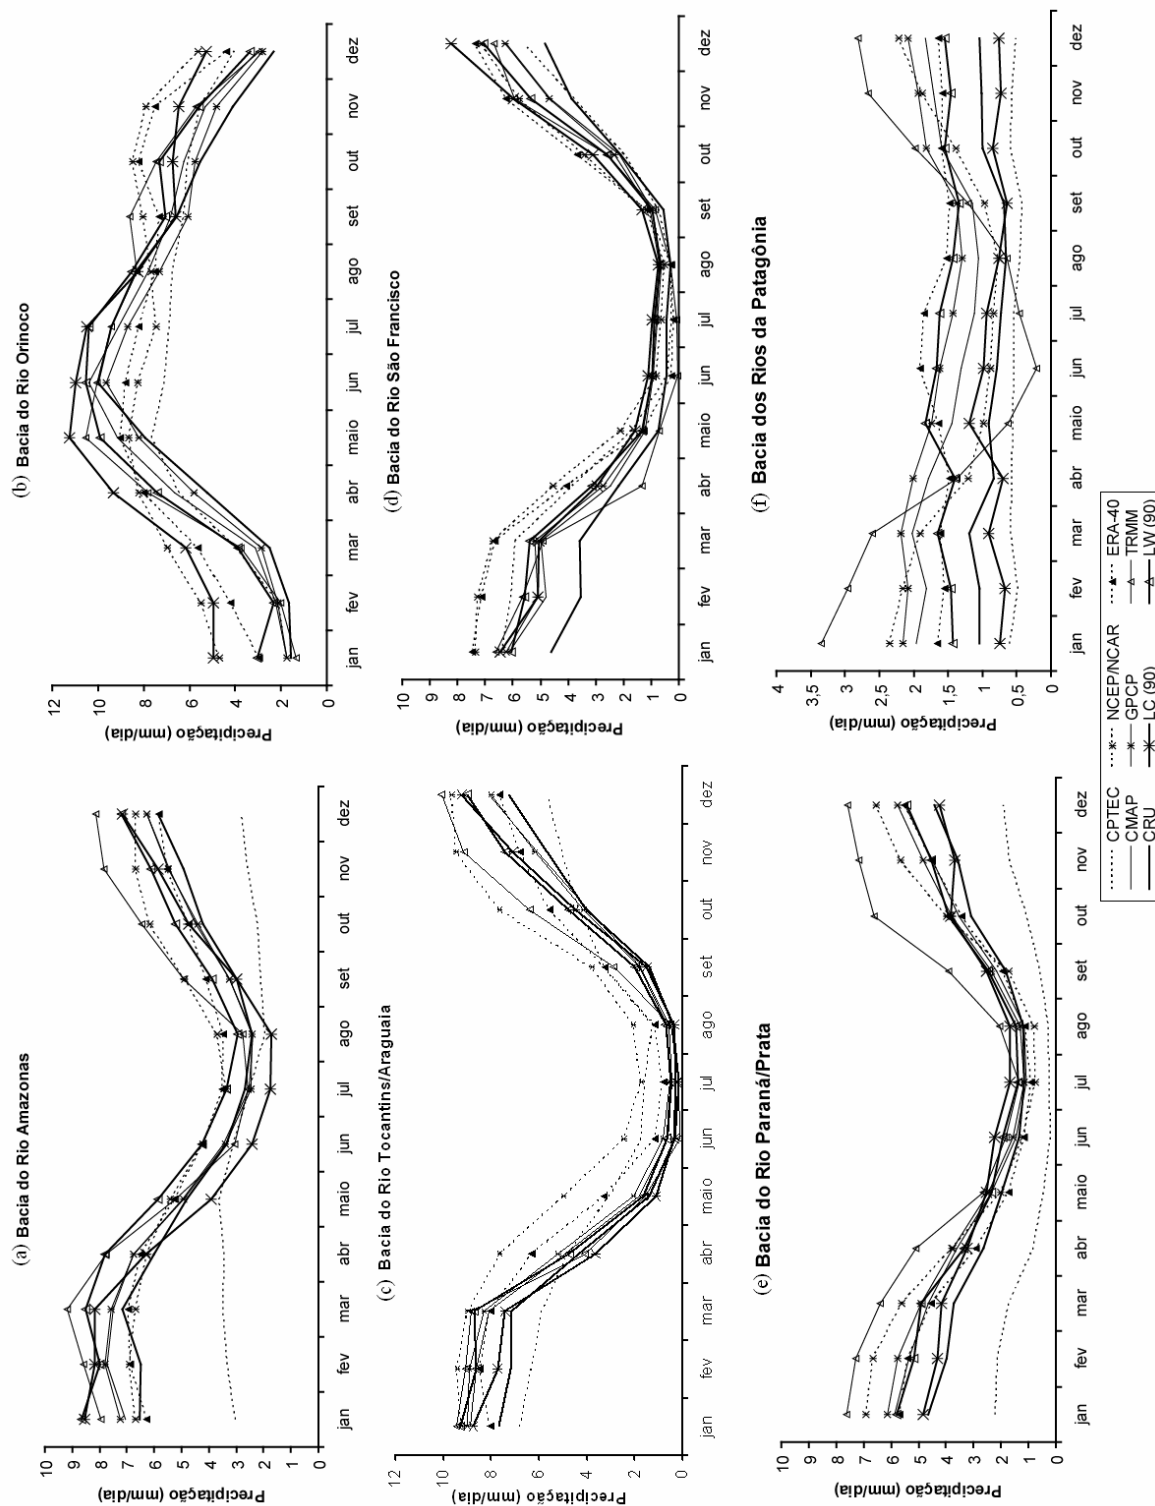 (a) Bacia do Rio Amazonas
Precipitação (mm/dia)
10
9
8
7
6
5
4
3
2
1
0
jan fev mar abr maio jun jul ago set out nov dez
(b) Bacia do Rio Orinoco
Precipitação (mm/dia)
12
10
8
6
4
2
0
jan fev mar abr maio jun jul ago set out nov dez
(c) Bacia do Rio Tocantins/Araguaia
Precipitação (mm/dia)
12
10
8
6
4
2
0
jan fev mar abr maio jun jul ago set out nov dez
(d) Bacia do Rio São Francisco
Precipitação (mm/dia)
10
9
8
7
6
5
4
3
2
1
0
jan fev mar abr maio jun jul ago set out nov dez
(e) Bacia do Rio Paraná/Prata
Precipitação (mm/dia)
10
9
8
7
6
5
4
3
2
1
0
jan fev mar abr maio jun jul ago set out nov dez
(f) Bacia dos Rios da Patagônia
Precipitação (mm/dia)
4
3,5
3
2,5
2
1,5
1
0,5
0
jan fev mar abr maio jun jul ago set out nov dez
CPTEC NCEP/NCAR ERA-40
CMAP GPCP TRMM
CRU LC (90) LW (90)